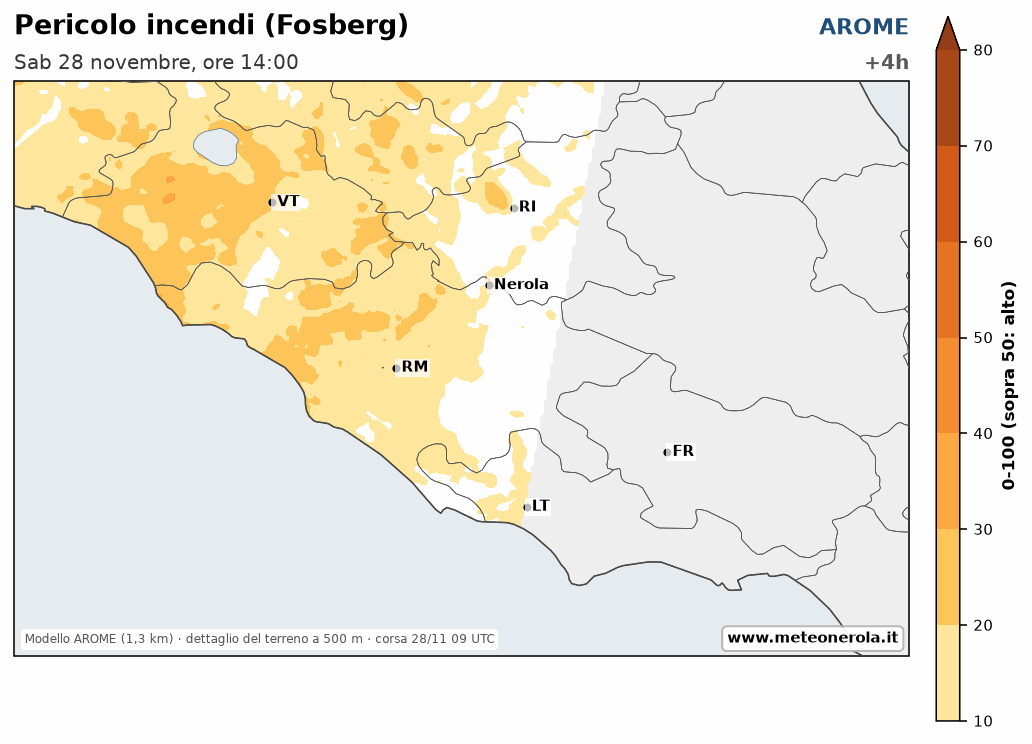 Pericolo incendi (Fosberg)
AROME
Sab 28 novembre, ore 14:00
+4h
80
70
60
50
40
30
20
10
0-100 (sopra 50: alto)
VT
RI
Nerola
RM
FR
LT
Modello AROME (1,3 km) · dettaglio del terreno a 500 m · corsa 28/11 09 UTC
www.meteonerola.it